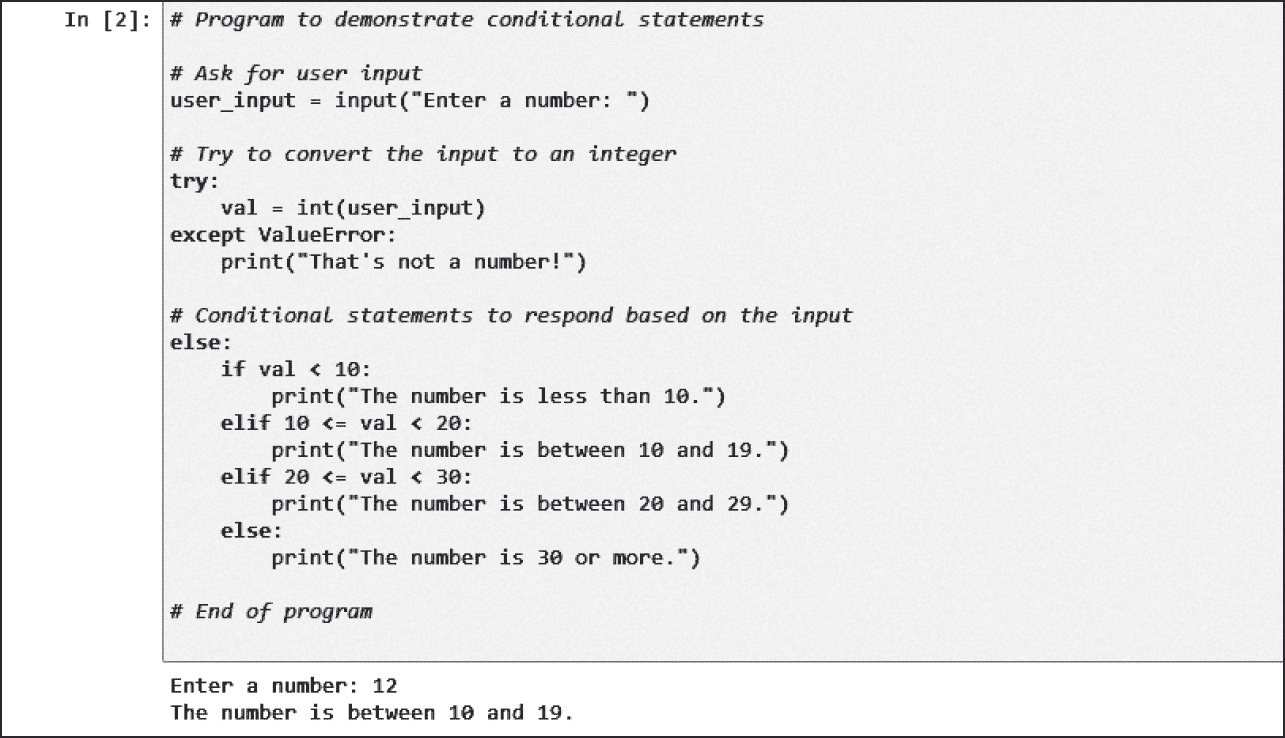 In [2]: # Program to demonstrate conditional statements
# Ask for user input
user_input = input("Enter a number: ")
# Try to convert the input to an integer
try:
    val = int(user_input)
except ValueError:
    print("That's not a number!")
# Conditional statements to respond based on the input
else:
    if val < 10:
        print("The number is less than 10.")
    elif 10 <= val < 20:
        print("The number is between 10 and 19.")
    elif 20 <= val < 30:
        print("The number is between 20 and 29.")
    else:
        print("The number is 30 or more.")
# End of program
Enter a number: 12
The number is between 10 and 19.